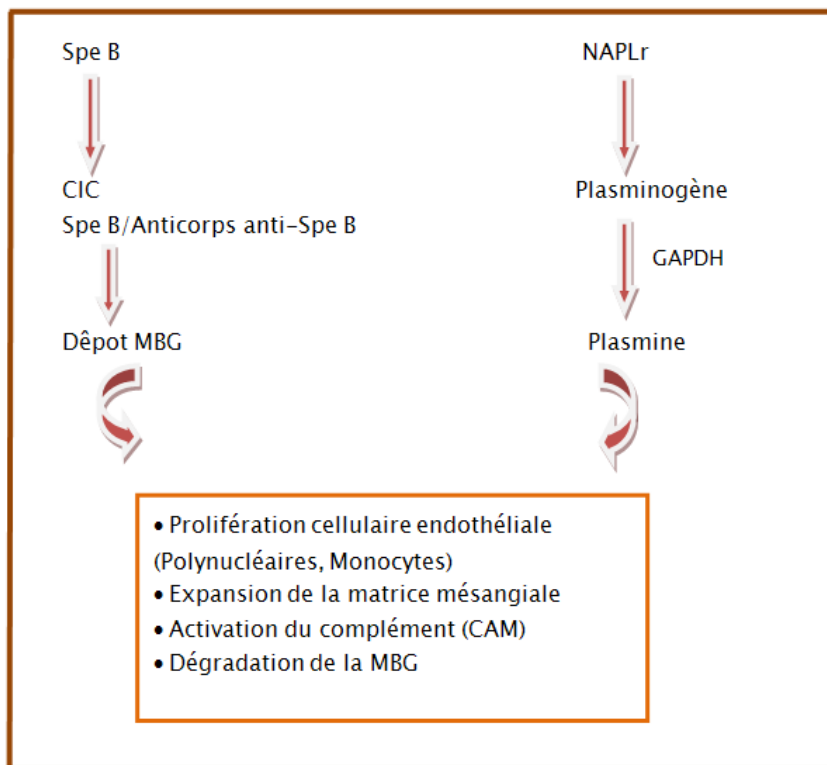 Spe B
CIC
Spe B/Anticorps anti-Spe B
Dêpot MBG
NAPLr
Plasminogène
GAPDH
Plasmine
• Prolifération cellulaire endothéliale
(Polynucléaires, Monocytes)
• Expansion de la matrice mésangiale
• Activation du complément (CAM)
• Dégradation de la MBG